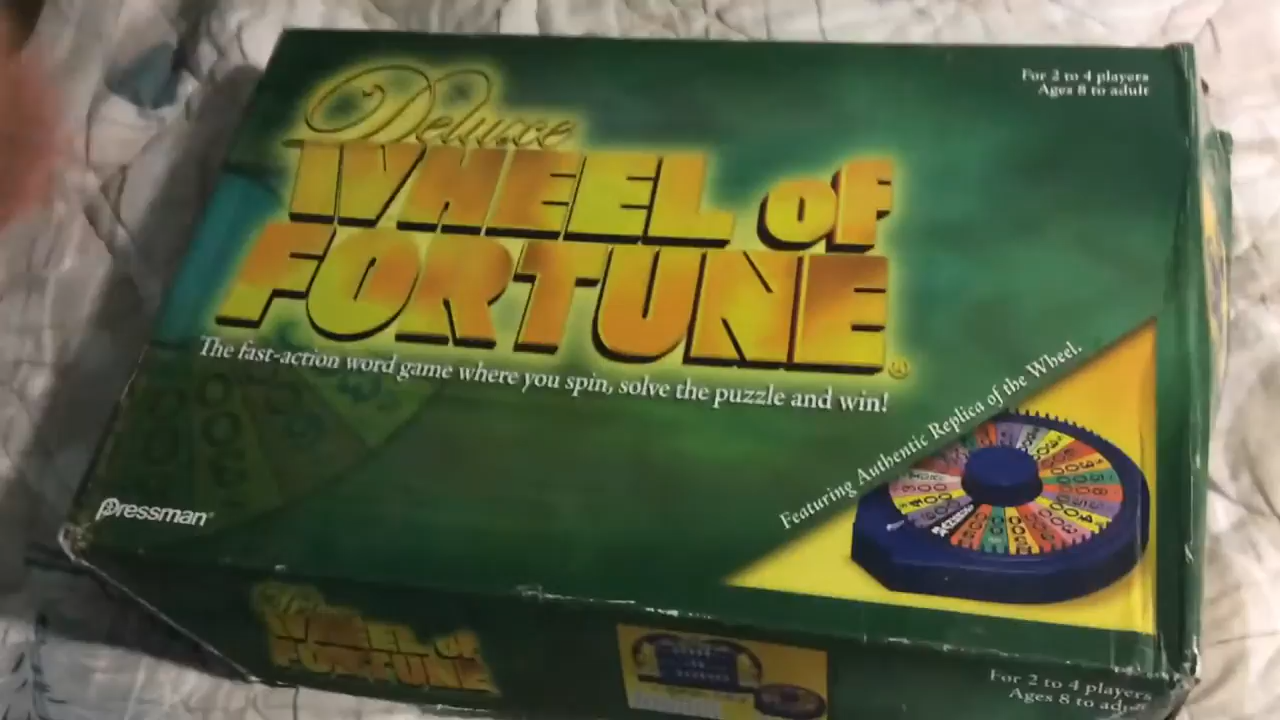 For 2 to 4 players
Ages 8 to adult
Deluxe
WHEEL OF
FORTUNE
The fast-action word game where you spin, solve the puzzle and win!
Featuring Authentic Replica of the Wheel.
Pressman
Deluxe
WHEEL OF
FORTUNE
For 2 to 4 players
Ages 8 to adult